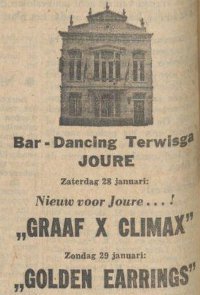 Bar - Dancing Terwisga
JOURE
Zaterdag 28 januari:
Nieuw voor Joure . . . !
„GRAAF X CLIMAX”
Zondag 29 januari:
„GOLDEN EARRINGS”